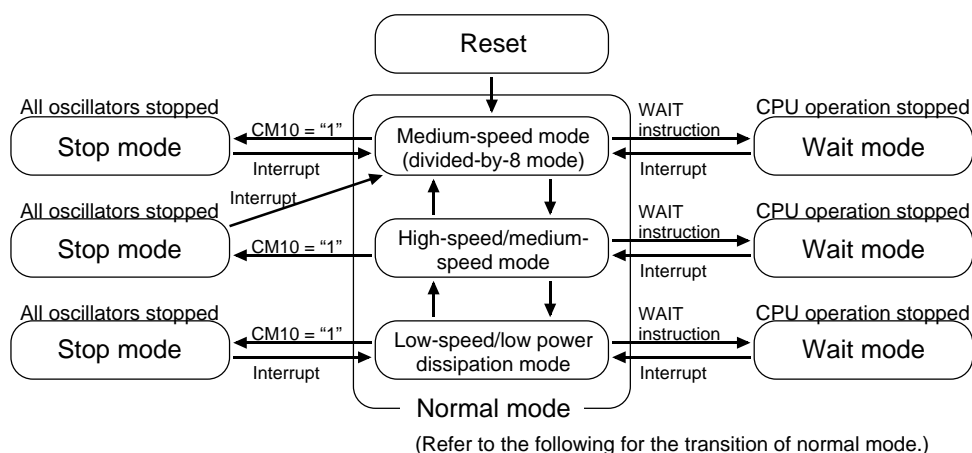 Reset
All oscillators stopped
Stop mode
CM10 = “1”
Interrupt
Medium-speed mode
(divided-by-8 mode)
WAIT
instruction
Interrupt
CPU operation stopped
Wait mode
Interrupt
All oscillators stopped
Stop mode
CM10 = “1”
High-speed/medium-
speed mode
WAIT
instruction
Interrupt
CPU operation stopped
Wait mode
All oscillators stopped
Stop mode
CM10 = “1”
Interrupt
Low-speed/low power
dissipation mode
WAIT
instruction
Interrupt
CPU operation stopped
Wait mode
Normal mode
(Refer to the following for the transition of normal mode.)